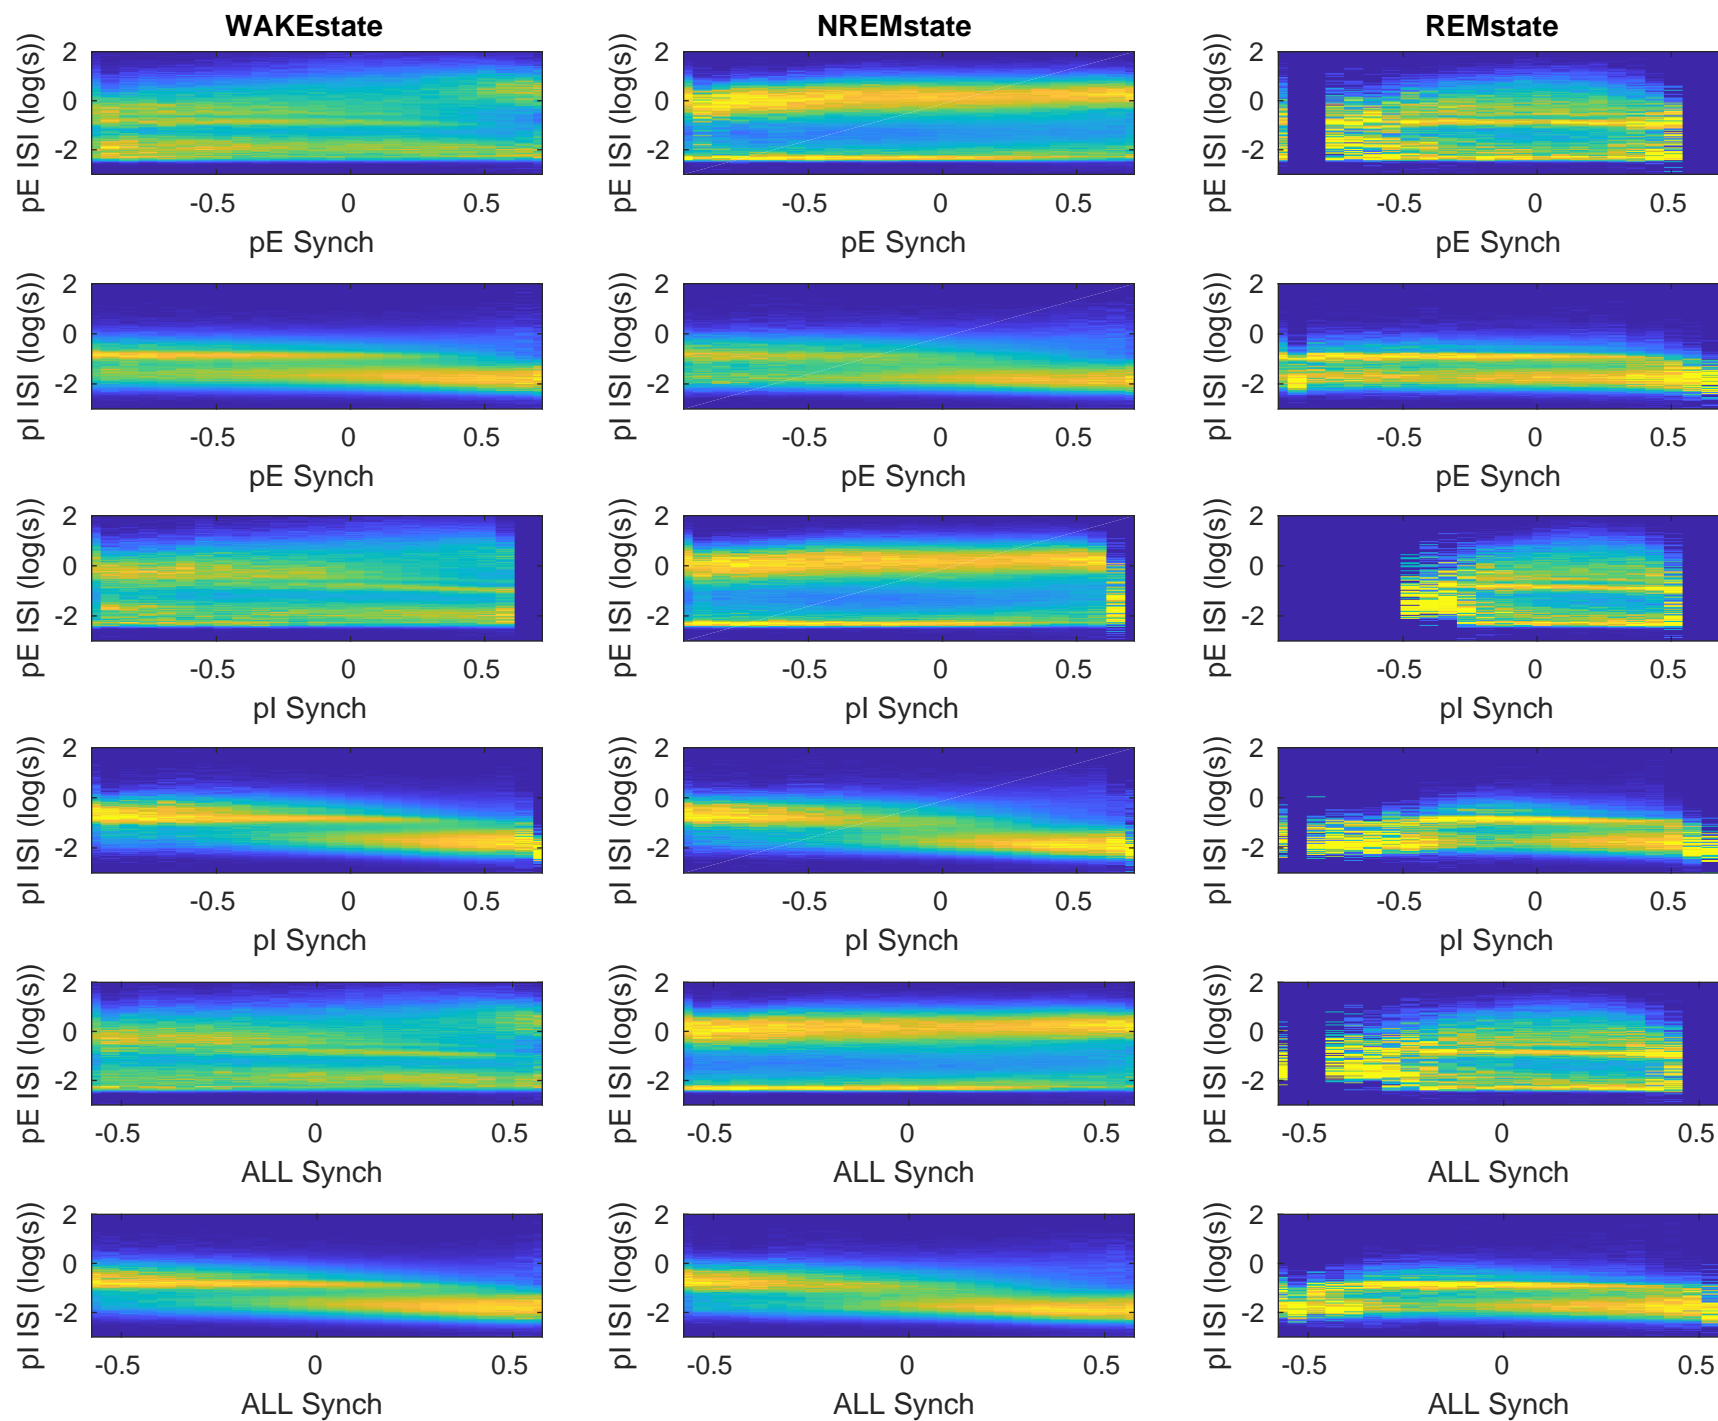 WAKEstate NREMstate REMstate
pE ISI (log(s)) 2 0 -2 pE ISI (log(s)) 2 0 -2 pE ISI (log(s)) 2 0 -2
-0.5 0 0.5 -0.5 0 0.5 -0.5 0 0.5
pE Synch pE Synch pE Synch
pI ISI (log(s)) 2 0 -2 pI ISI (log(s)) 2 0 -2 pI ISI (log(s)) 2 0 -2
-0.5 0 0.5 -0.5 0 0.5 -0.5 0 0.5
pE Synch pE Synch pE Synch
pE ISI (log(s)) 2 0 -2 pE ISI (log(s)) 2 0 -2 pE ISI (log(s)) 2 0 -2
-0.5 0 0.5 -0.5 0 0.5 -0.5 0 0.5
pI Synch pI Synch pI Synch
pI ISI (log(s)) 2 0 -2 pI ISI (log(s)) 2 0 -2 pI ISI (log(s)) 2 0 -2
-0.5 0 0.5 -0.5 0 0.5 -0.5 0 0.5
pI Synch pI Synch pI Synch
pE ISI (log(s)) 2 0 -2 pE ISI (log(s)) 2 0 -2 pE ISI (log(s)) 2 0 -2
-0.5 0 0.5 -0.5 0 0.5 -0.5 0 0.5
ALL Synch ALL Synch ALL Synch
pI ISI (log(s)) 2 0 -2 pI ISI (log(s)) 2 0 -2 pI ISI (log(s)) 2 0 -2
-0.5 0 0.5 -0.5 0 0.5 -0.5 0 0.5
ALL Synch ALL Synch ALL Synch